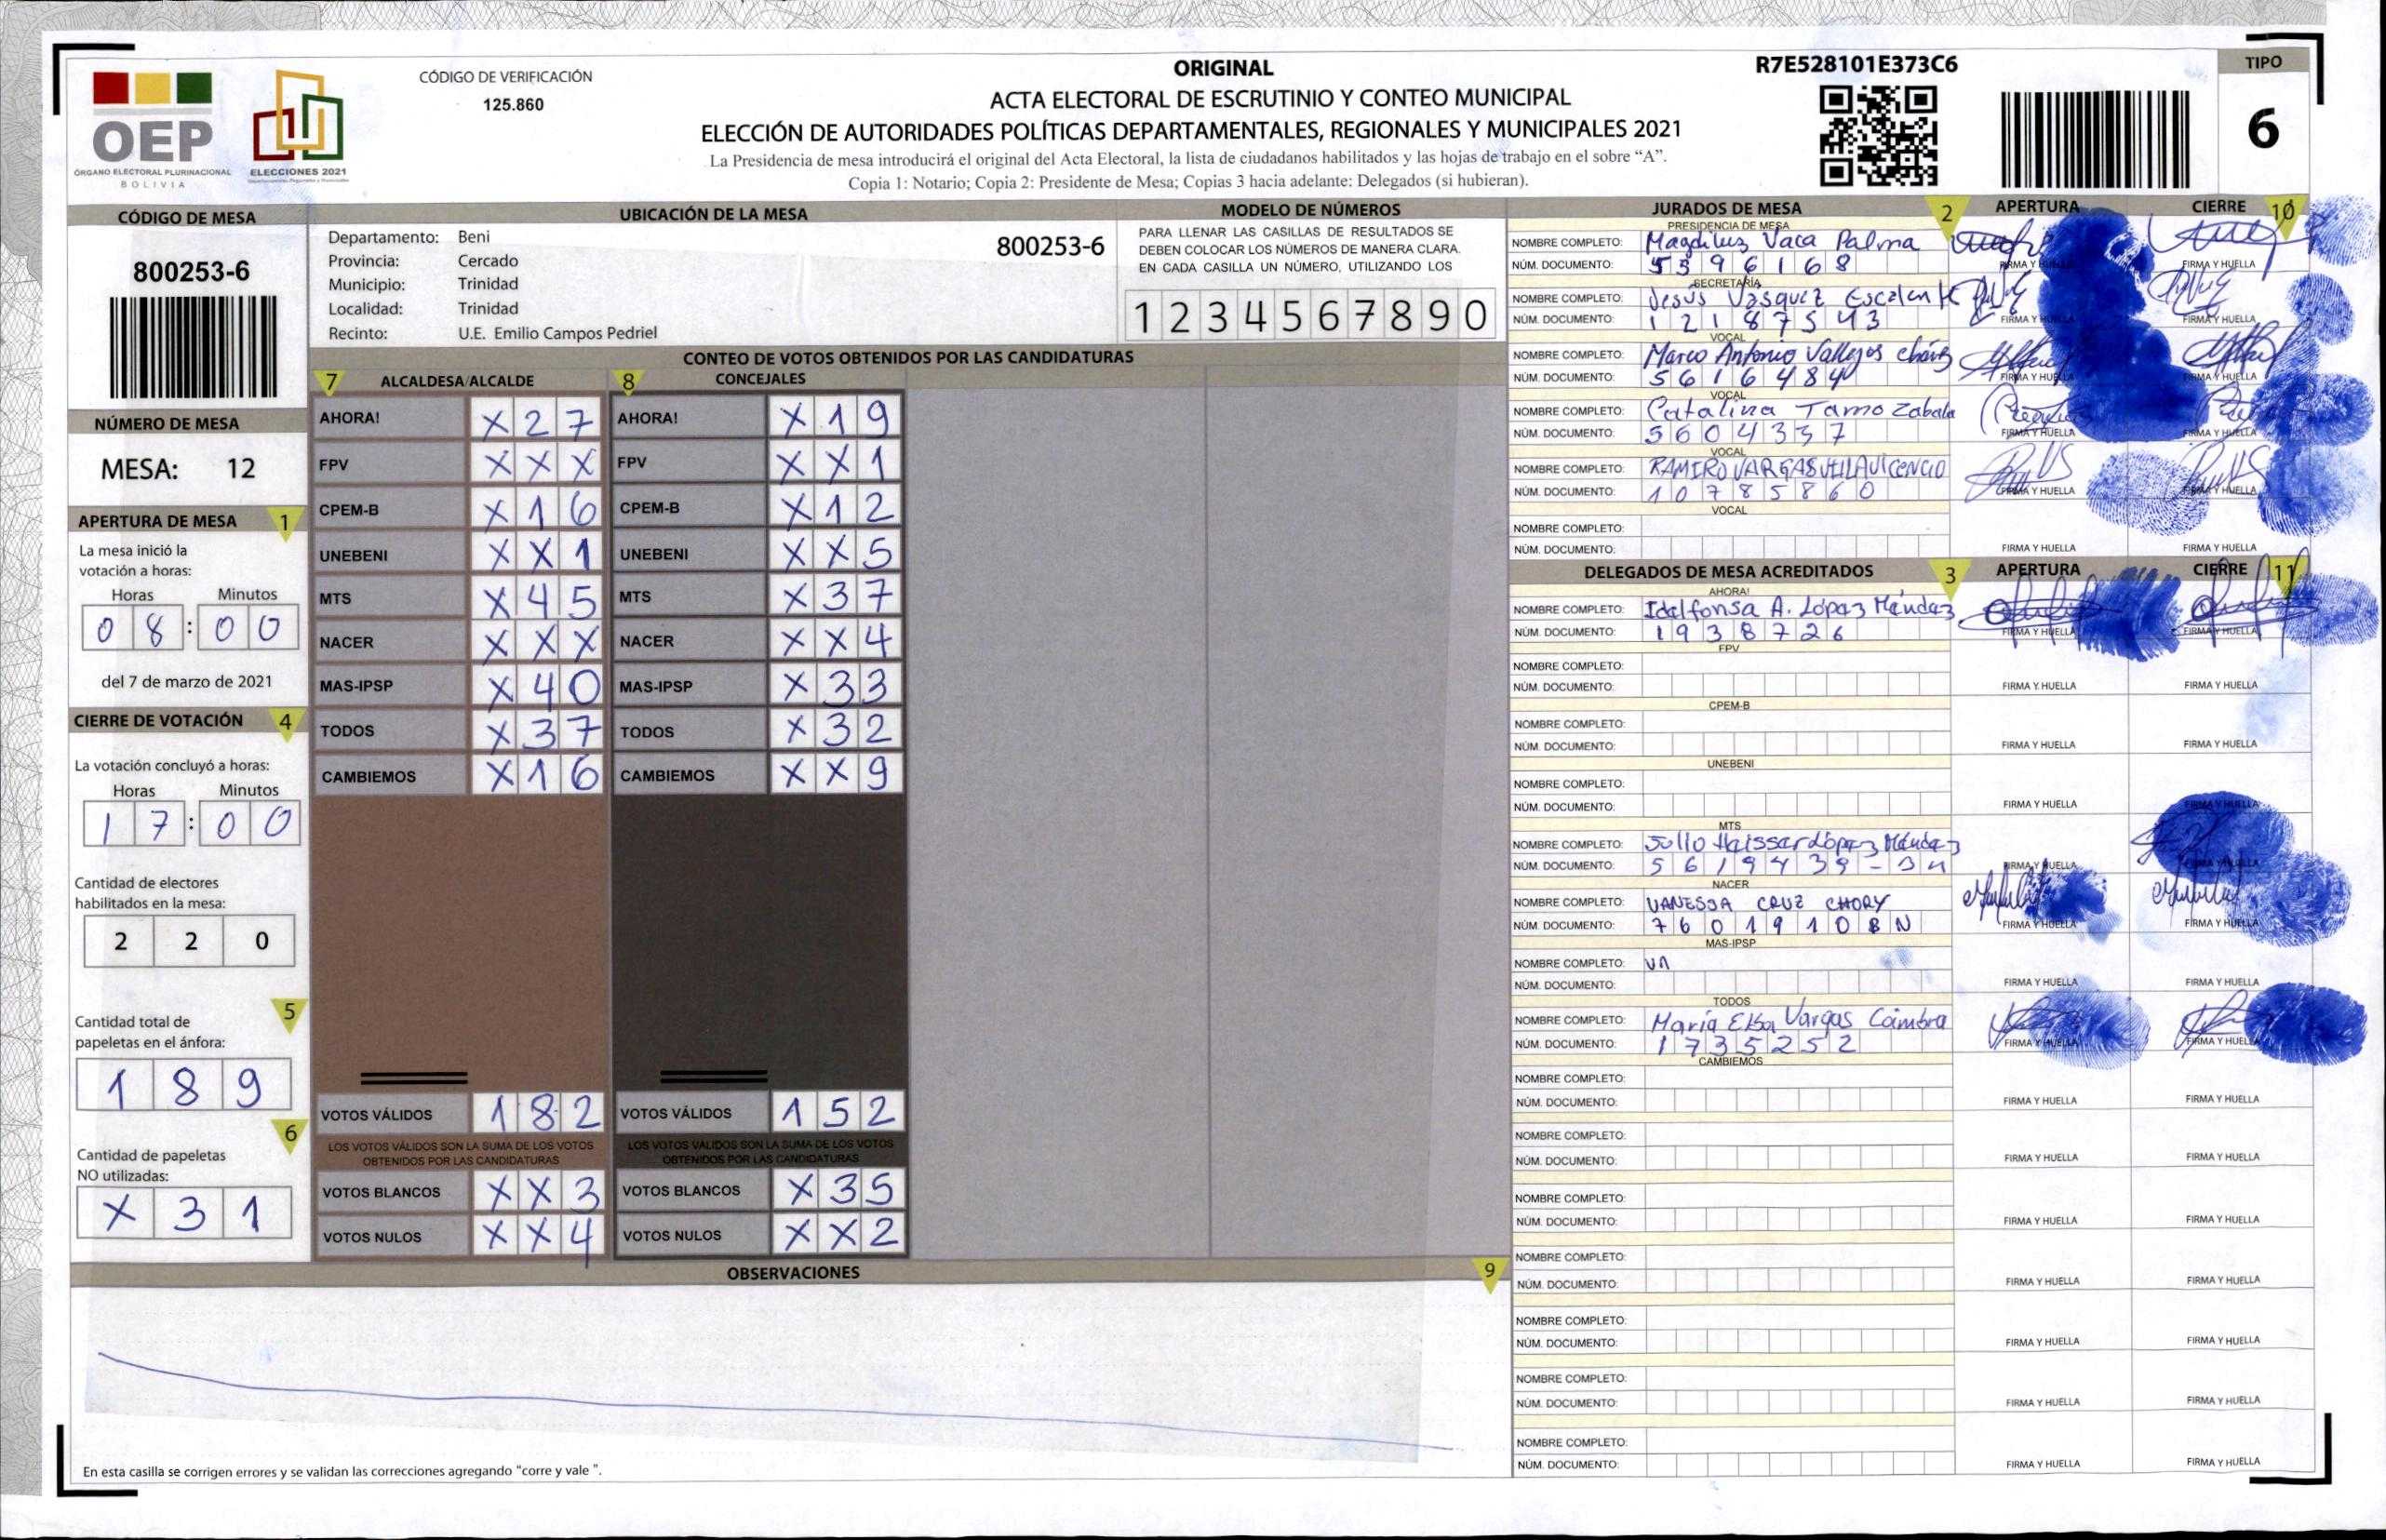 ORIGINAL
R7E528101E373C6
TIPO
6
OEP
ÓRGANO ELECTORAL PLURINACIONAL
BOLIVIA
ELECCIONES 2021
CÓDIGO DE VERIFICACIÓN
125.860
ACTA ELECTORAL DE ESCRUTINIO Y CONTEO MUNICIPAL
ELECCIÓN DE AUTORIDADES POLÍTICAS DEPARTAMENTALES, REGIONALES Y MUNICIPALES 2021
La Presidencia de mesa introducirá el original del Acta Electoral, la lista de ciudadanos habilitados y las hojas de trabajo en el sobre “A”.
Copia 1: Notario; Copia 2: Presidente de Mesa; Copias 3 hacia adelante: Delegados (si hubieran).
CÓDIGO DE MESA
800253-6
NÚMERO DE MESA
MESA: 12
APERTURA DE MESA 1
La mesa inició la
votación a horas:
Horas Minutos
0 8 : 0 0
del 7 de marzo de 2021
CIERRE DE VOTACIÓN 4
La votación concluyó a horas:
Horas Minutos
1 7 : 0 0
Cantidad de electores
habilitados en la mesa:
2 2 0
5
Cantidad total de
papeletas en el ánfora:
1 8 9
6
Cantidad de papeletas
NO utilizadas:
X 3 1
UBICACIÓN DE LA MESA
Departamento: Beni 800253-6
Provincia: Cercado
Municipio: Trinidad
Localidad: Trinidad
Recinto: U.E. Emilio Campos Pedriel
MODELO DE NÚMEROS
PARA LLENAR LAS CASILLAS DE RESULTADOS SE
DEBEN COLOCAR LOS NÚMEROS DE MANERA CLARA.
EN CADA CASILLA UN NÚMERO, UTILIZANDO LOS
1 2 3 4 5 6 7 8 9 0
CONTEO DE VOTOS OBTENIDOS POR LAS CANDIDATURAS
7 ALCALDESA/ALCALDE 8 CONCEJALES
AHORA! X 2 7 AHORA! X 1 9
FPV X X X FPV X X 1
CPEM-B X 1 6 CPEM-B X 1 2
UNEBENI X X 1 UNEBENI X X 5
MTS X 4 5 MTS X 3 7
NACER X X X NACER X X 4
MAS-IPSP X 4 0 MAS-IPSP X 3 3
TODOS X 3 7 TODOS X 3 2
CAMBIEMOS X 1 6 CAMBIEMOS X X 9
VOTOS VÁLIDOS 1 8 2 VOTOS VÁLIDOS 1 5 2
LOS VOTOS VÁLIDOS SON LA SUMA DE LOS VOTOS LOS VOTOS VÁLIDOS SON LA SUMA DE LOS VOTOS
OBTENIDOS POR LAS CANDIDATURAS OBTENIDOS POR LAS CANDIDATURAS
VOTOS BLANCOS X X 3 VOTOS BLANCOS X 3 5
VOTOS NULOS X X 4 VOTOS NULOS X X 2
OBSERVACIONES 9
En esta casilla se corrigen errores y se validan las correcciones agregando “corre y vale ”.
JURADOS DE MESA 2 APERTURA CIERRE 10
PRESIDENCIA DE MESA
NOMBRE COMPLETO: Magdiluz Vaca Palma
NÚM. DOCUMENTO: 5 5 9 6 1 6 8 FIRMA Y HUELLA FIRMA Y HUELLA
SECRETARÍA
NOMBRE COMPLETO: Jesús Vasquez Escalante
NÚM. DOCUMENTO: 1 2 1 8 7 5 4 3 FIRMA Y HUELLA FIRMA Y HUELLA
VOCAL
NOMBRE COMPLETO: Marco Antonio Vallejos Chávez
NÚM. DOCUMENTO: 5 6 1 6 4 8 4 FIRMA Y HUELLA FIRMA Y HUELLA
VOCAL
NOMBRE COMPLETO: Catalina Tamo Zabala
NÚM. DOCUMENTO: 5 6 0 4 3 3 7 FIRMA Y HUELLA FIRMA Y HUELLA
VOCAL
NOMBRE COMPLETO: RAMIRO VARGAS VILLAVICENCIO
NÚM. DOCUMENTO: 1 0 7 8 5 8 6 0 FIRMA Y HUELLA FIRMA Y HUELLA
VOCAL
NOMBRE COMPLETO:
NÚM. DOCUMENTO: FIRMA Y HUELLA FIRMA Y HUELLA
DELEGADOS DE MESA ACREDITADOS 3 APERTURA CIERRE 11
AHORA!
NOMBRE COMPLETO: Idelfonsa A. López Méndez
NÚM. DOCUMENTO: 1 9 3 8 7 2 6 FIRMA Y HUELLA FIRMA Y HUELLA
FPV
NOMBRE COMPLETO:
NÚM. DOCUMENTO: FIRMA Y HUELLA FIRMA Y HUELLA
CPEM-B
NOMBRE COMPLETO:
NÚM. DOCUMENTO: FIRMA Y HUELLA FIRMA Y HUELLA
UNEBENI
NOMBRE COMPLETO:
NÚM. DOCUMENTO: FIRMA Y HUELLA FIRMA Y HUELLA
MTS
NOMBRE COMPLETO: López Méndez
NÚM. DOCUMENTO: 5 6 1 9 4 3 9 FIRMA Y HUELLA FIRMA Y HUELLA
NACER
NOMBRE COMPLETO: VANESSA CRUZ CHORY
NÚM. DOCUMENTO: 7 6 0 1 9 1 0 B N FIRMA Y HUELLA FIRMA Y HUELLA
MAS-IPSP
NOMBRE COMPLETO: VA
NÚM. DOCUMENTO: FIRMA Y HUELLA FIRMA Y HUELLA
TODOS
NOMBRE COMPLETO: María Elba Vargas Coimbra
NÚM. DOCUMENTO: 1 7 3 5 2 5 2 FIRMA Y HUELLA FIRMA Y HUELLA
CAMBIEMOS
NOMBRE COMPLETO:
NÚM. DOCUMENTO: FIRMA Y HUELLA FIRMA Y HUELLA
NOMBRE COMPLETO:
NÚM. DOCUMENTO: FIRMA Y HUELLA FIRMA Y HUELLA
NOMBRE COMPLETO:
NÚM. DOCUMENTO: FIRMA Y HUELLA FIRMA Y HUELLA
NOMBRE COMPLETO:
NÚM. DOCUMENTO: FIRMA Y HUELLA FIRMA Y HUELLA
NOMBRE COMPLETO:
NÚM. DOCUMENTO: FIRMA Y HUELLA FIRMA Y HUELLA
NOMBRE COMPLETO:
NÚM. DOCUMENTO: FIRMA Y HUELLA FIRMA Y HUELLA
NOMBRE COMPLETO:
NÚM. DOCUMENTO: FIRMA Y HUELLA FIRMA Y HUELLA